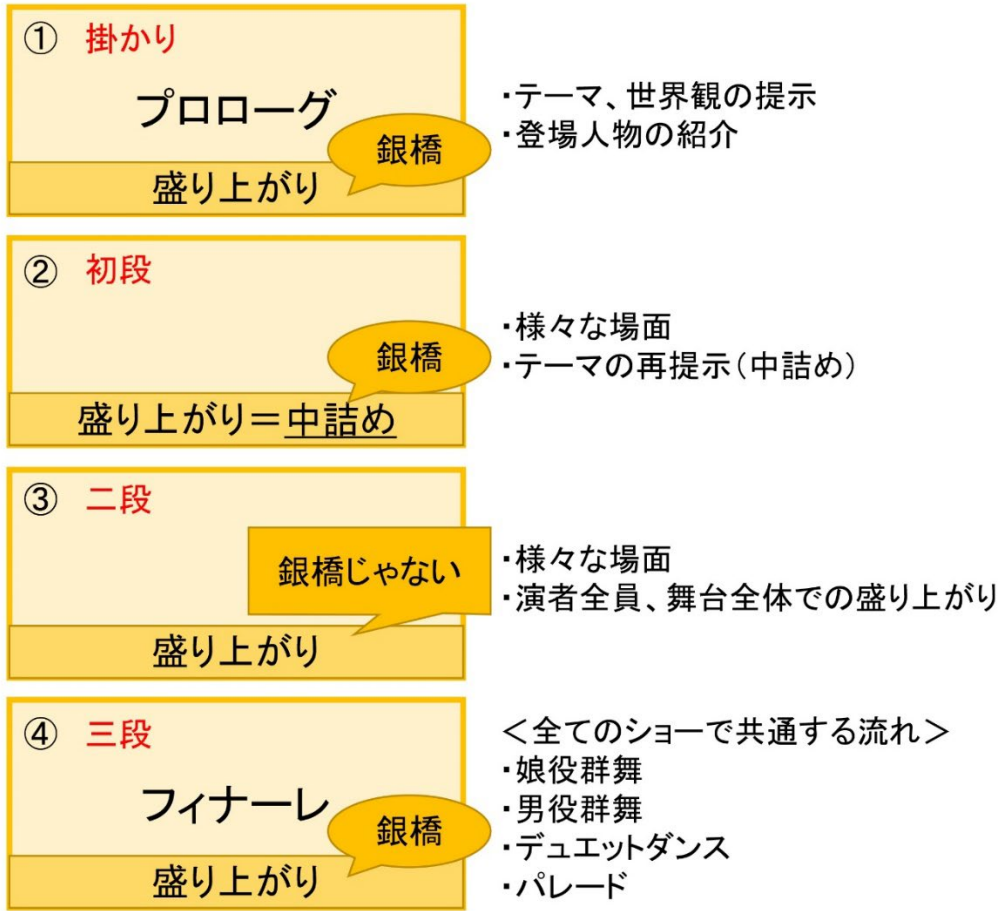 ① 掛かり
プロローグ
銀橋
盛り上がり
・テーマ、世界観の提示
・登場人物の紹介
② 初段
銀橋
盛り上がり＝中詰め
・様々な場面
・テーマの再提示（中詰め）
③ 二段
銀橋じゃない
盛り上がり
・様々な場面
・演者全員、舞台全体での盛り上がり
④ 三段
フィナーレ
銀橋
盛り上がり
＜全てのショーで共通する流れ＞
・娘役群舞
・男役群舞
・デュエットダンス
・パレード